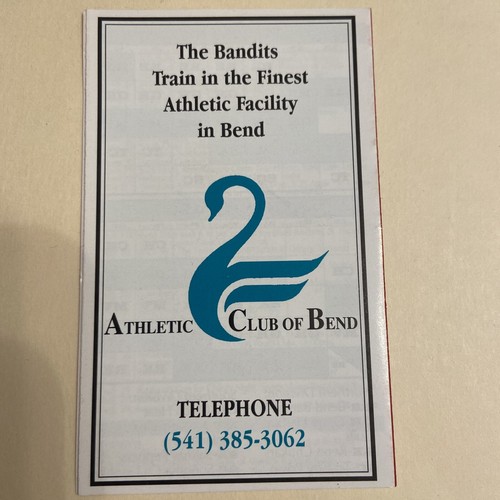 The Bandits
Train in the Finest
Athletic Facility
in Bend
ATHLETIC CLUB OF BEND
TELEPHONE
(541) 385-3062